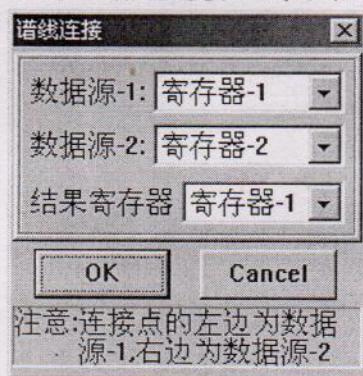 谱线连接
数据源-1: 寄存器-1
数据源-2: 寄存器-2
结果寄存器 寄存器-1
OK Cancel
注意:连接点的左边为数据
源-1,右边为数据源-2